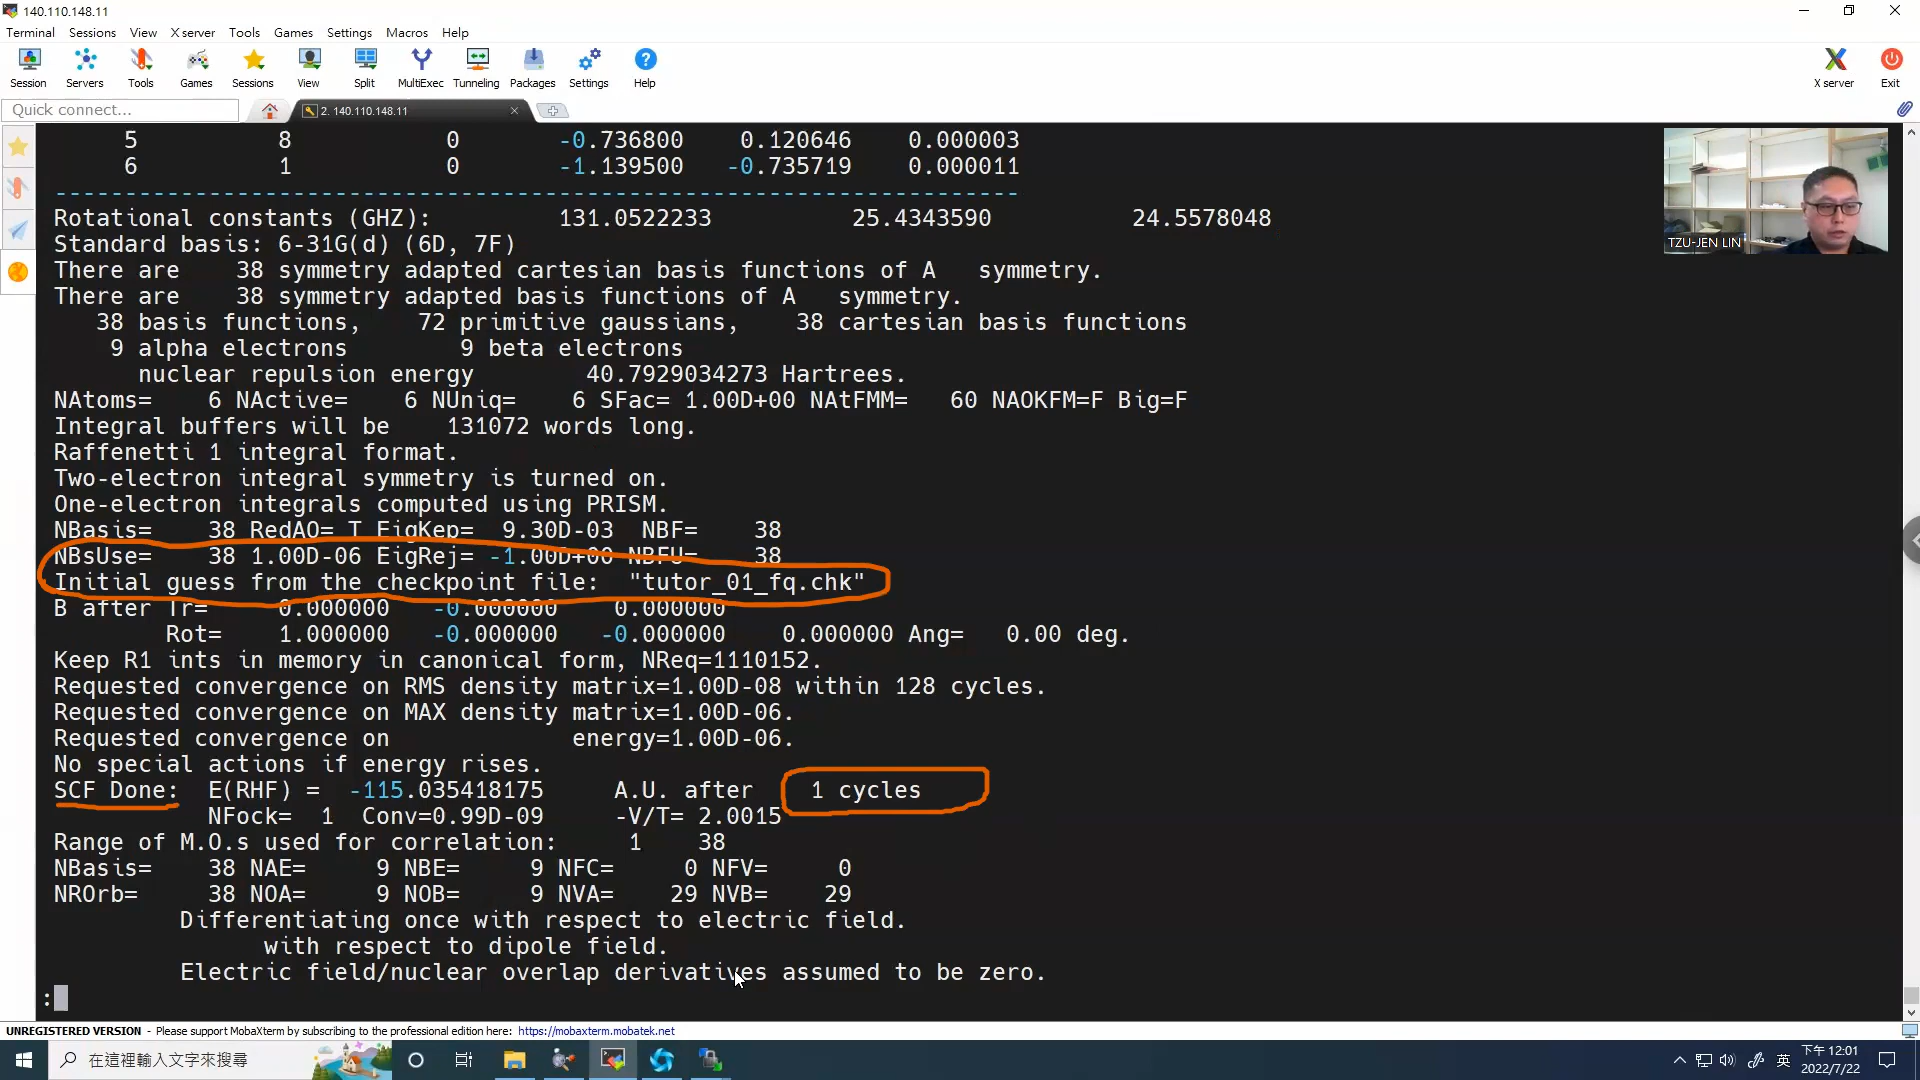 140.110.148.11
Terminal Sessions View X server Tools Games Settings Macros Help
Session Servers Tools Games Sessions View Split MultiExec Tunneling Packages Settings Help X server Exit
Quick connect... 2. 140.110.148.11
5 8 0 -0.736800 0.120646 0.000003
6 1 0 -1.139500 -0.735719 0.000011
---------------------------------------------------------------------
Rotational constants (GHZ): 131.0522233 25.4343590 24.5578048
Standard basis: 6-31G(d) (6D, 7F)
There are 38 symmetry adapted cartesian basis functions of A symmetry.
There are 38 symmetry adapted basis functions of A symmetry.
38 basis functions, 72 primitive gaussians, 38 cartesian basis functions
9 alpha electrons 9 beta electrons
nuclear repulsion energy 40.7929034273 Hartrees.
NAtoms= 6 NActive= 6 NUniq= 6 SFac= 1.00D+00 NAtFMM= 60 NAOKFM=F Big=F
Integral buffers will be 131072 words long.
Raffenetti 1 integral format.
Two-electron integral symmetry is turned on.
One-electron integrals computed using PRISM.
NBasis= 38 RedAO= T EigKep= 9.30D-03 NBF= 38
NBsUse= 38 1.00D-06 EigRej= -1.00D+00 NBFU= 38
Initial guess from the checkpoint file: "tutor_01_fq.chk"
B after Tr= 0.000000 -0.000000 0.000000
Rot= 1.000000 -0.000000 -0.000000 0.000000 Ang= 0.00 deg.
Keep R1 ints in memory in canonical form, NReq=1110152.
Requested convergence on RMS density matrix=1.00D-08 within 128 cycles.
Requested convergence on MAX density matrix=1.00D-06.
Requested convergence on energy=1.00D-06.
No special actions if energy rises.
SCF Done: E(RHF) = -115.035418175 A.U. after 1 cycles
NFock= 1 Conv=0.99D-09 -V/T= 2.0015
Range of M.O.s used for correlation: 1 38
NBasis= 38 NAE= 9 NBE= 9 NFC= 0 NFV= 0
NROrb= 38 NOA= 9 NOB= 9 NVA= 29 NVB= 29
Differentiating once with respect to electric field.
with respect to dipole field.
Electric field/nuclear overlap derivatives assumed to be zero.
:
TZU-JEN LIN
UNREGISTERED VERSION - Please support MobaXterm by subscribing to the professional edition here: https://mobaxterm.mobatek.net
在這裡輸入文字來搜尋
英 下午 12:01
2022/7/22